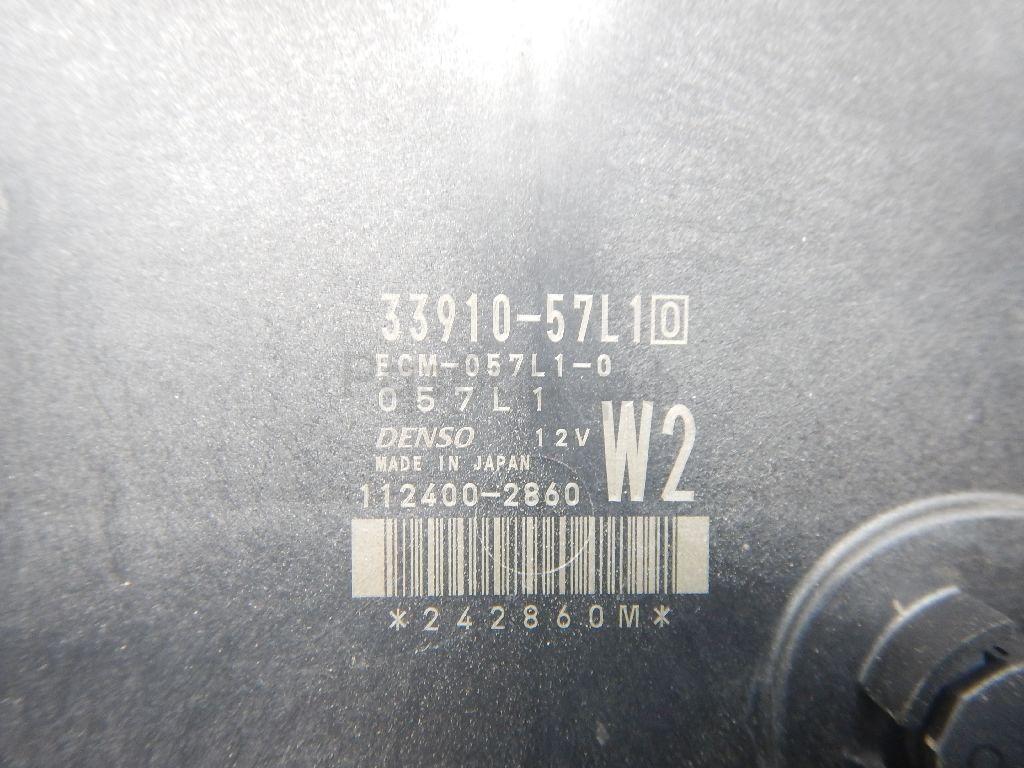 33910-57L10
ECM-057L1-0
057L1
DENSO 12V W2
MADE IN JAPAN
112400-2860
*242860M*